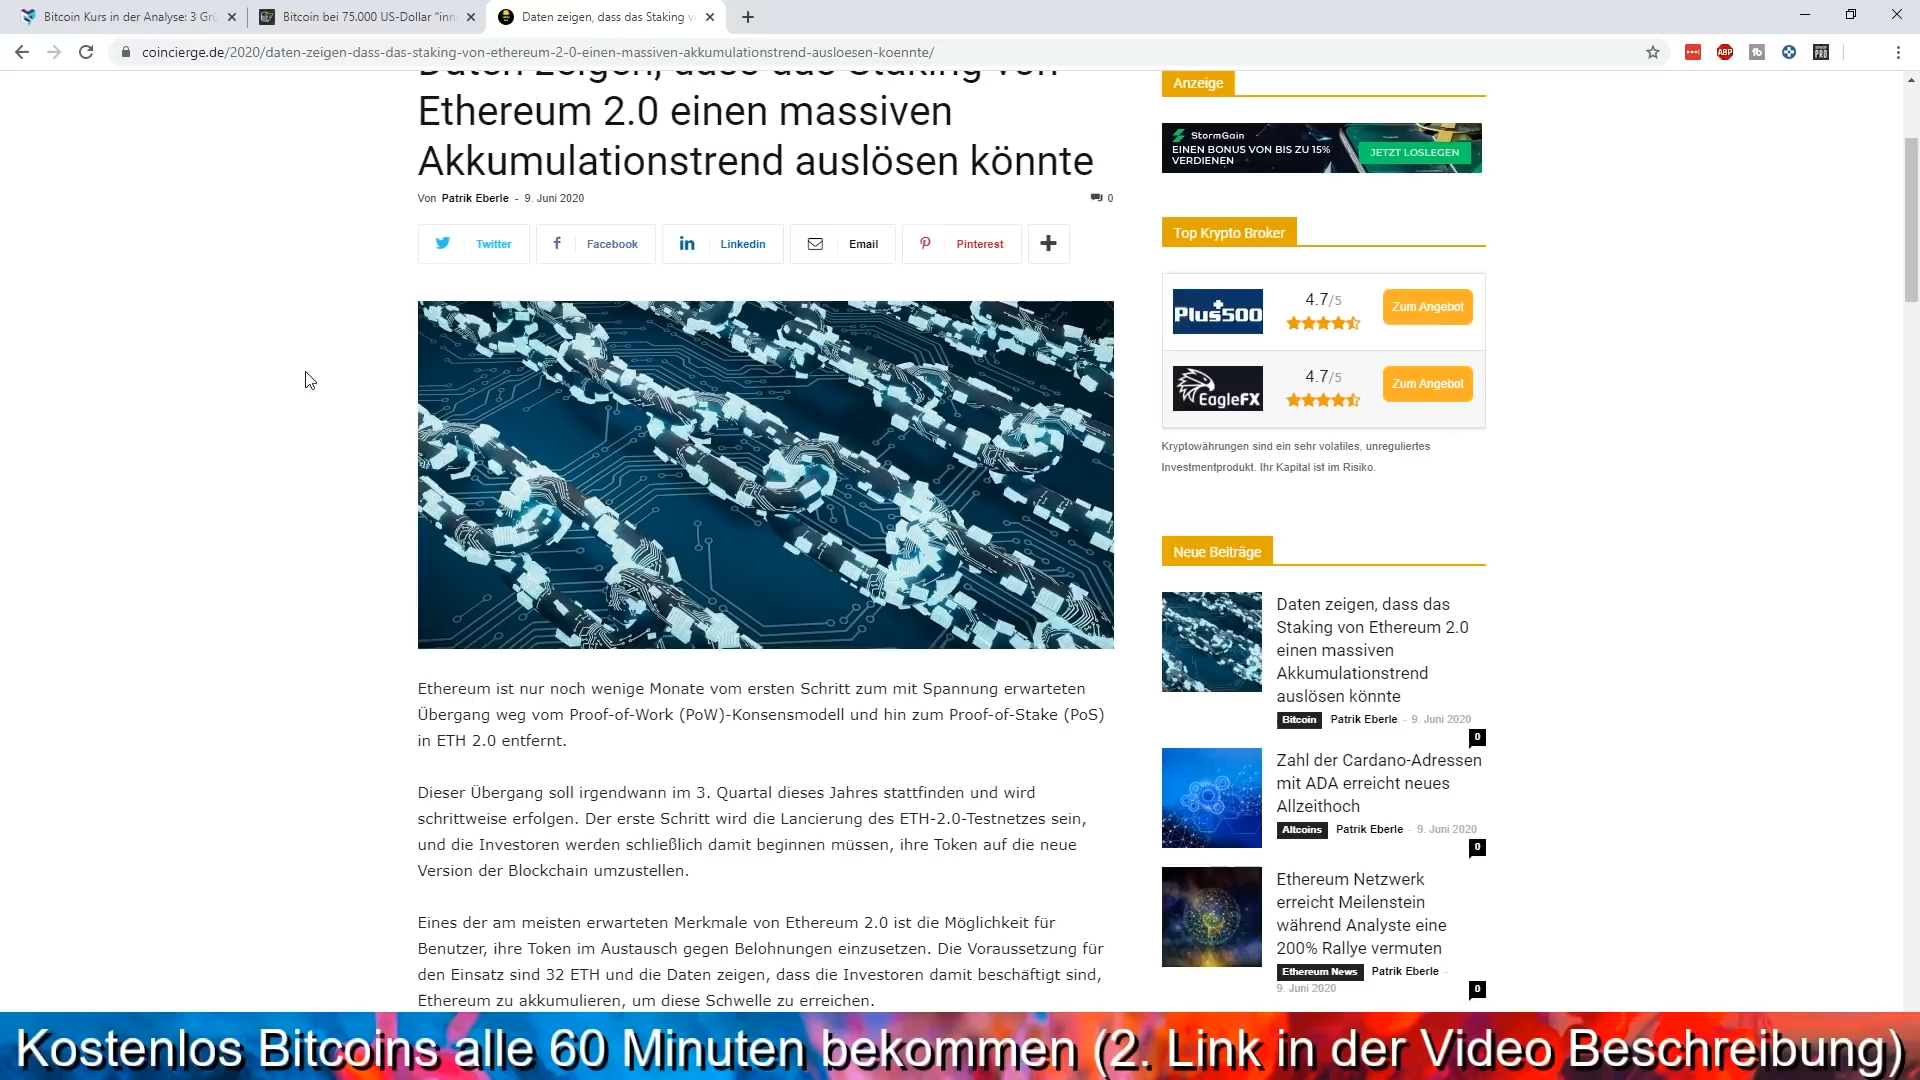 Bitcoin Kurs in der Analyse: 3 Grü
Bitcoin bei 75.000 US-Dollar "inn
Daten zeigen, dass das Staking v
coincierge.de/2020/daten-zeigen-dass-das-staking-von-ethereum-2-0-einen-massiven-akkumulationstrend-ausloesen-koennte/
ABP
Daten zeigen, dass das Staking von
Ethereum 2.0 einen massiven
Akkumulationstrend auslösen könnte
Von Patrik Eberle - 9. Juni 2020
0
Twitter
Facebook
Linkedin
Email
Pinterest
Ethereum ist nur noch wenige Monate vom ersten Schritt zum mit Spannung erwarteten
Übergang weg vom Proof-of-Work (PoW)-Konsensmodell und hin zum Proof-of-Stake (PoS)
in ETH 2.0 entfernt.
Dieser Übergang soll irgendwann im 3. Quartal dieses Jahres stattfinden und wird
schrittweise erfolgen. Der erste Schritt wird die Lancierung des ETH-2.0-Testnetzes sein,
und die Investoren werden schließlich damit beginnen müssen, ihre Token auf die neue
Version der Blockchain umzustellen.
Eines der am meisten erwarteten Merkmale von Ethereum 2.0 ist die Möglichkeit für
Benutzer, ihre Token im Austausch gegen Belohnungen einzusetzen. Die Voraussetzung für
den Einsatz sind 32 ETH und die Daten zeigen, dass die Investoren damit beschäftigt sind,
Ethereum zu akkumulieren, um diese Schwelle zu erreichen.
Anzeige
StormGain
EINEN BONUS VON BIS ZU 15%
VERDIENEN
JETZT LOSLEGEN
Top Krypto Broker
Plus500
4.7/5
Zum Angebot
EagleFX
4.7/5
Zum Angebot
Kryptowährungen sind ein sehr volatiles, unreguliertes
Investmentprodukt. Ihr Kapital ist im Risiko.
Neue Beiträge
Daten zeigen, dass das
Staking von Ethereum 2.0
einen massiven
Akkumulationstrend
auslösen könnte
Bitcoin Patrik Eberle - 9. Juni 2020
0
Zahl der Cardano-Adressen
mit ADA erreicht neues
Allzeithoch
Altcoins Patrik Eberle - 9. Juni 2020
0
Ethereum Netzwerk
erreicht Meilenstein
während Analyste eine
200% Rallye vermuten
Ethereum News Patrik Eberle -
9. Juni 2020
0
Kostenlos Bitcoins alle 60 Minuten bekommen (2. Link in der Video Beschreibung)